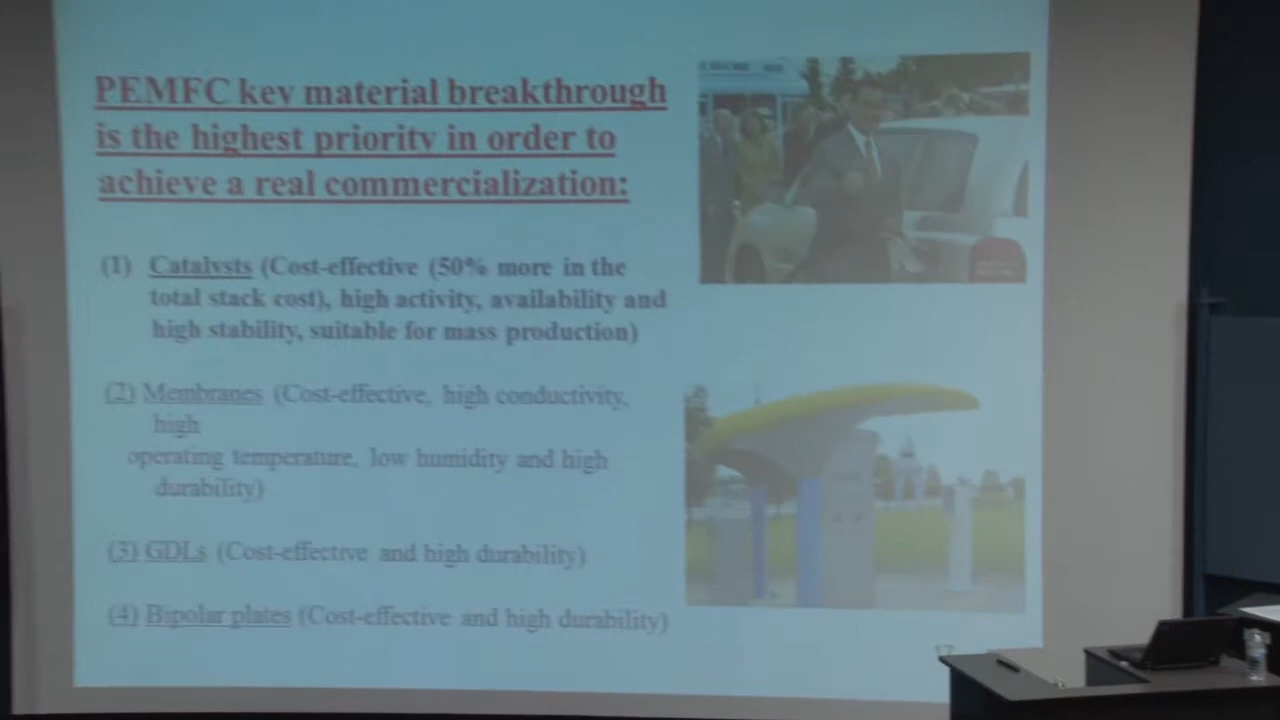 PEMFC key material breakthrough
is the highest priority in order to
achieve a real commercialization:
(1) Catalysts (Cost-effective (50% more in the
total stack cost), high activity, availability and
high stability, suitable for mass production)
(2) Membranes (Cost-effective, high conductivity,
high
operating temperature, low humidity and high
durability)
(3) GDLs (Cost-effective and high durability)
(4) Bipolar plates (Cost-effective and high durability)
17